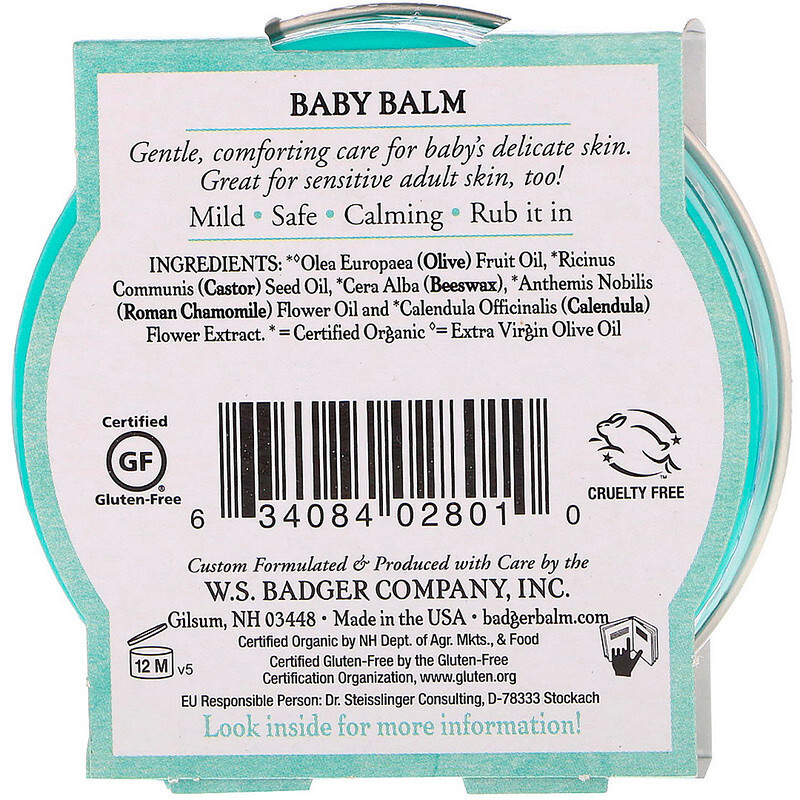 BABY BALM
Gentle, comforting care for baby's delicate skin.
Great for sensitive adult skin, too!
Mild • Safe • Calming • Rub it in
INGREDIENTS: *◊Olea Europaea (Olive) Fruit Oil, *Ricinus
Communis (Castor) Seed Oil, *Cera Alba (Beeswax), *Anthemis Nobilis
(Roman Chamomile) Flower Oil and *Calendula Officinalis (Calendula)
Flower Extract. * = Certified Organic ◊= Extra Virgin Olive Oil
Certified
GF
®
Gluten-Free
6 34084 02801 0
TM
CRUELTY FREE
Custom Formulated & Produced with Care by the
W.S. BADGER COMPANY, INC.
Gilsum, NH 03448 • Made in the USA • badgerbalm.com
Certified Organic by NH Dept. of Agr. Mkts., & Food
12 M v5
Certified Gluten-Free by the Gluten-Free
Certification Organization, www.gluten.org
EU Responsible Person: Dr. Steisslinger Consulting, D-78333 Stockach
Look inside for more information!